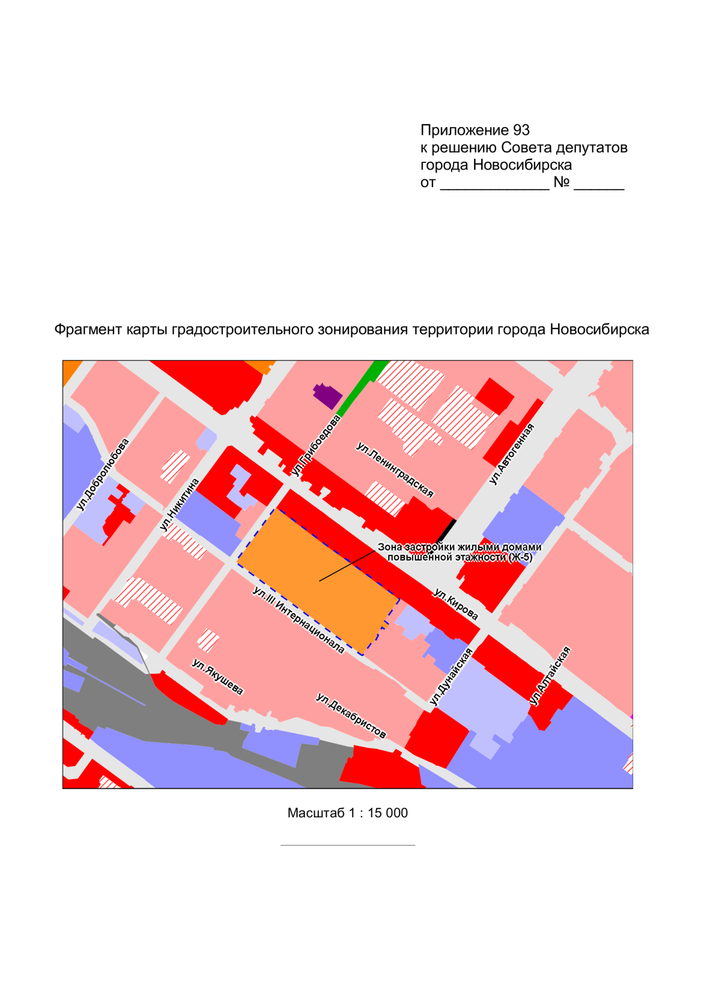 Приложение 93
к решению Совета депутатов
города Новосибирска
от _____________ № ______
Фрагмент карты градостроительного зонирования территории города Новосибирска
ул.Грибоедова
ул.Добролюбова
ул.Ленинградская
ул.Автогенная
ул.Никитина
Зона застройки жилыми домами
повышенной этажности (Ж-5)
ул.III Интернационала
ул.Кирова
ул.Якушева
ул.Дунайская
ул.Алтайская
ул.Декабристов
Масштаб 1 : 15 000